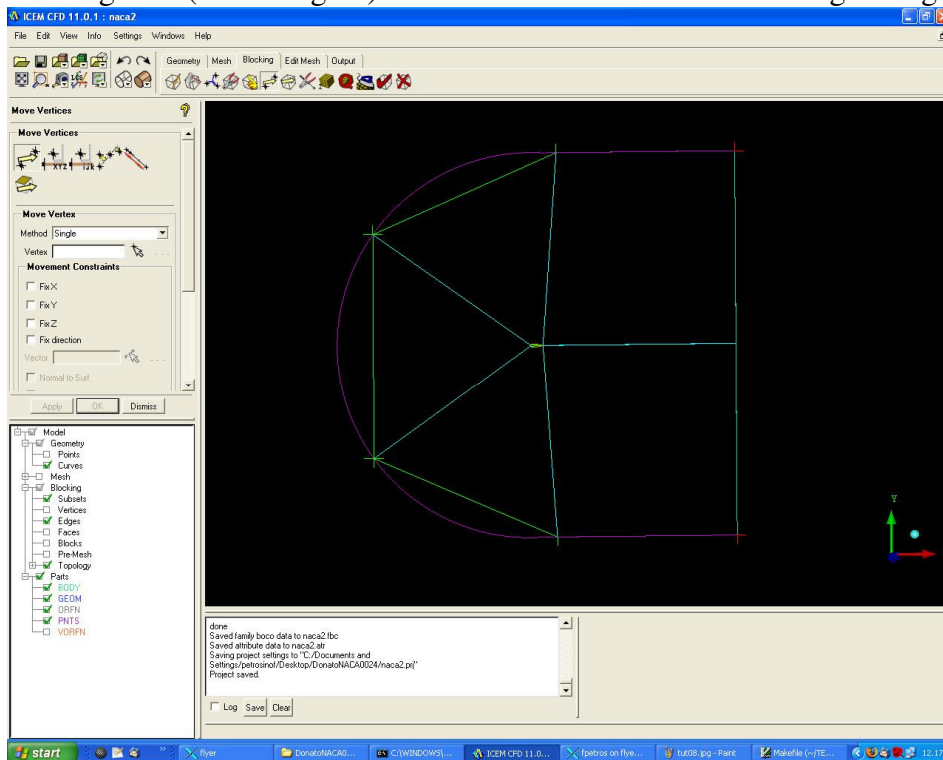 ICEM CFD 11.0.1 : naca2
File Edit View Info Settings Windows Help
Geometry Mesh Blocking Edit Mesh Output
Move Vertices
Move Vertices
XYZ
IJk
Move Vertex
Method Single
Vertex
Movement Constraints
Fix X
Fix Y
Fix Z
Fix direction
Vector
Normal to Surf.
Apply OK Dismiss
Model
Geometry
Points
Curves
Mesh
Blocking
Subsets
Vertices
Edges
Faces
Blocks
Pre-Mesh
Topology
Parts
BODY
GEOM
ORFN
PNTS
VORFN
Y
done
Saved family boco data to naca2.fbc
Saved attribute data to naca2.atr
Saving project settings to "C:/Documents and
Settings/petrosinof/Desktop/DonatoNACA0024/naca2.prj"
Project saved.
Log Save Clear
start flyer DonatoNACA0... C:\WINDOWS\... ICEM CFD 11.0... fpetros on flye... tut08.jpg - Paint Makefile (~/TE... 12.17